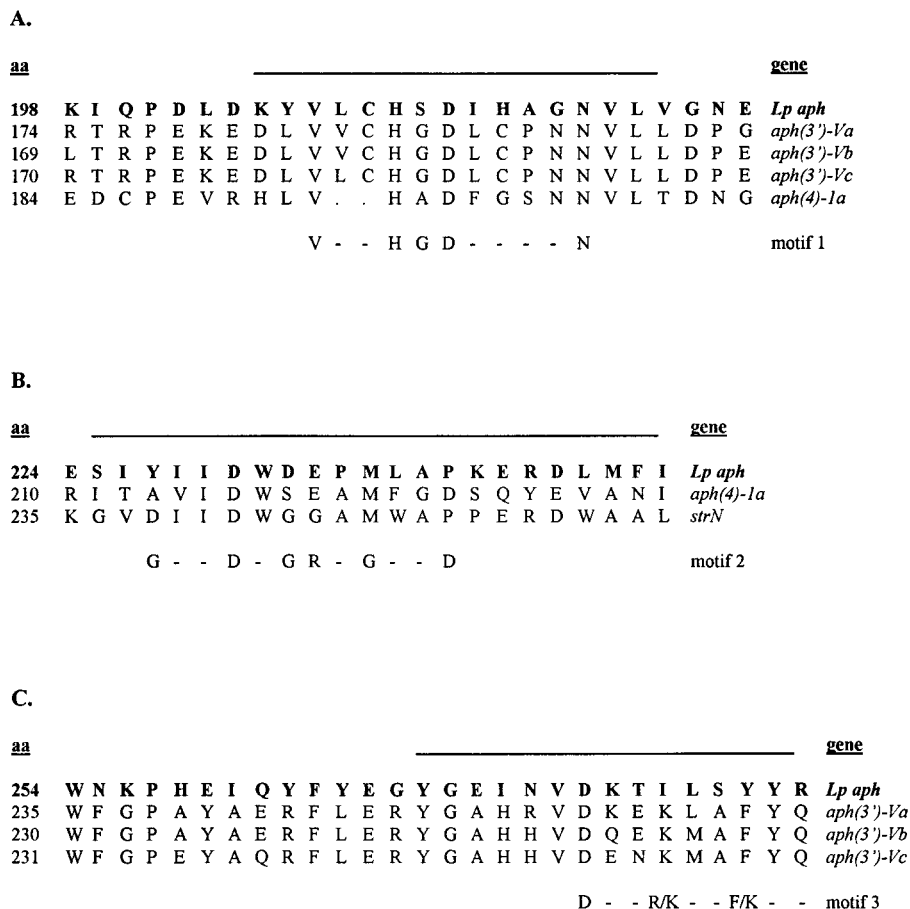 A.
aa gene
198 K I Q P D L D K Y V L C H S D I H A G N V L V G N E Lp aph
174 R T R P E K E D L V V C H G D L C P N N V L L D P G aph(3')-Va
169 L T R P E K E D L V V C H G D L C P N N V L L D P E aph(3')-Vb
170 R T R P E K E D L V L C H G D L C P N N V L L D P E aph(3')-Vc
184 E D C P E V R H L V . . H A D F G S N N V L T D N G aph(4)-1a
V - - H G D - - - - N motif 1
B.
aa gene
224 E S I Y I I D W D E P M L A P K E R D L M F I Lp aph
210 R I T A V I D W S E A M F G D S Q Y E V A N I aph(4)-1a
235 K G V D I I D W G G A M W A P P E R D W A A L strN
G - - D - G R - G - - D motif 2
C.
aa gene
254 W N K P H E I Q Y F Y E G Y G E I N V D K T I L S Y Y R Lp aph
235 W F G P A Y A E R F L E R Y G A H R V D K E K L A F Y Q aph(3')-Va
230 W F G P A Y A E R F L E R Y G A H H V D Q E K M A F Y Q aph(3')-Vb
231 W F G P E Y A Q R F L E R Y G A H H V D E N K M A F Y Q aph(3')-Vc
D - - R/K - - F/K - - motif 3